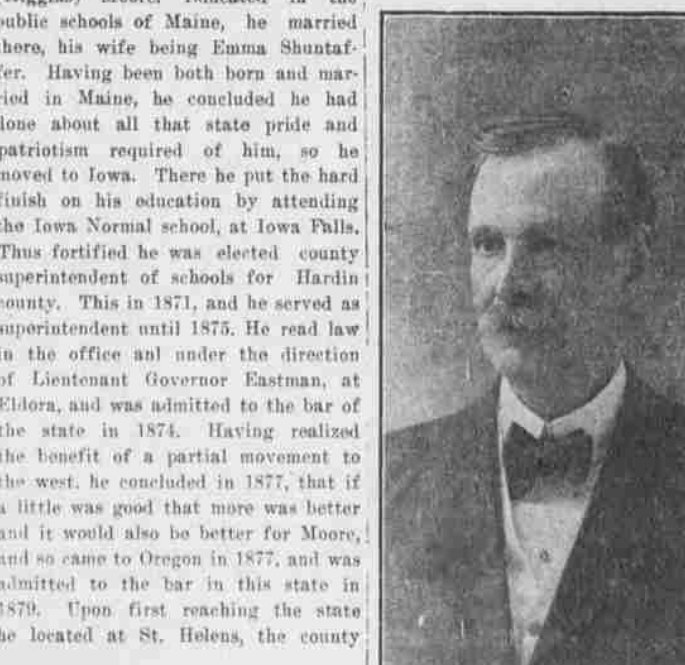 public schools of Maine, he married
there, his wife being Emma Shuntaf-
fer. Having been both born and mar-
ried in Maine, he concluded he had
done about all that state pride and
patriotism required of him, so he
moved to Iowa. There he put the hard
finish on his education by attending
the Iowa Normal school, at Iowa Falls.
Thus fortified he was elected county
superintendent of schools for Hardin
county. This in 1871, and he served as
superintendent until 1875. He read law
in the office anl under the direction
of Lieutenant Governor Eastman, at
Eldora, and was admitted to the bar of
the state in 1874. Having realized
the benefit of a partial movement to
the west, he concluded in 1877, that if
a little was good that more was better
and it would also be better for Moore,
and so came to Oregon in 1877, and was
admitted to the bar in this state in
1879. Upon first reaching the state
he located at St. Helens, the county